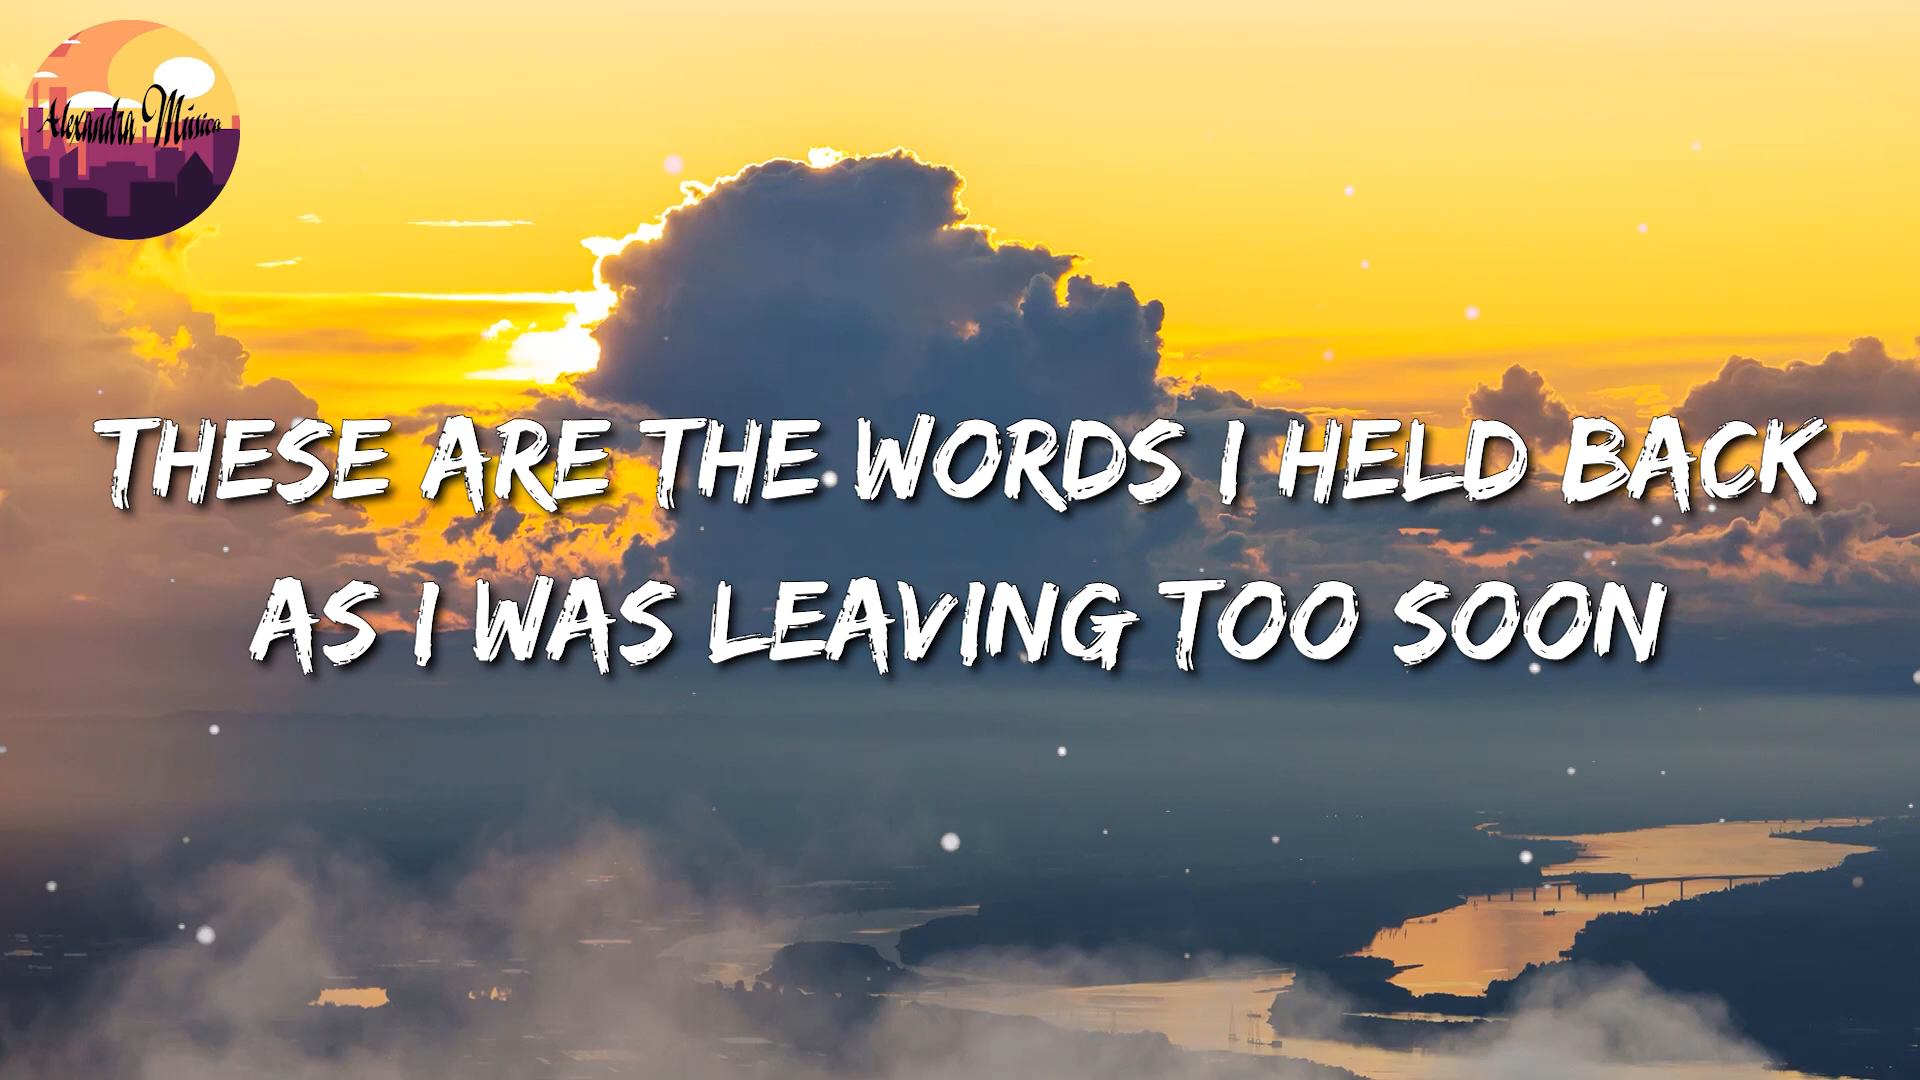 Alexandra Música
THESE ARE THE WORDS I HELD BACK
AS I WAS LEAVING TOO SOON